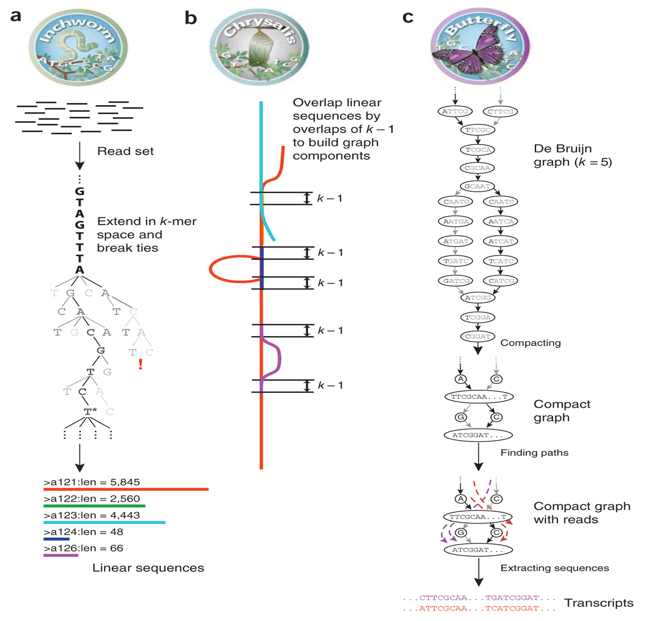 a
Inchworm
Read set
G
T
A
G
T
T
T
A
Extend in k-mer
space and
break ties
T G C A T C
C A T C A
T G C A T A T C
G
!
T G
T C A C
T*
>a121:len = 5,845
>a122:len = 2,560
>a123:len = 4,443
>a124:len = 48
>a126:len = 66
Linear sequences
b
Chrysalis
Overlap linear
sequences by
overlaps of k – 1
to build graph
components
k – 1
k – 1
k – 1
k – 1
k – 1
c
Butterfly
ATTCG CTTCG
TTCGC
TCGCA
CGCAA
GCAAT
CAATG CAATC
AATGA AATCA
ATGAT ATCAT
TGATC TCATC
GATCG CATCG
ATCGG
TCGGA
CGGAT
De Bruijn
graph (k = 5)
Compacting
A C
TTCGCAA...T
G C
ATCGGAT...
Compact
graph
Finding paths
A C
TTCGCAA...T
G C
ATCGGAT...
Compact graph
with reads
Extracting sequences
...CTTCGCAA...TGATCGGAT...
...ATTCGCAA...TCATCGGAT...
Transcripts